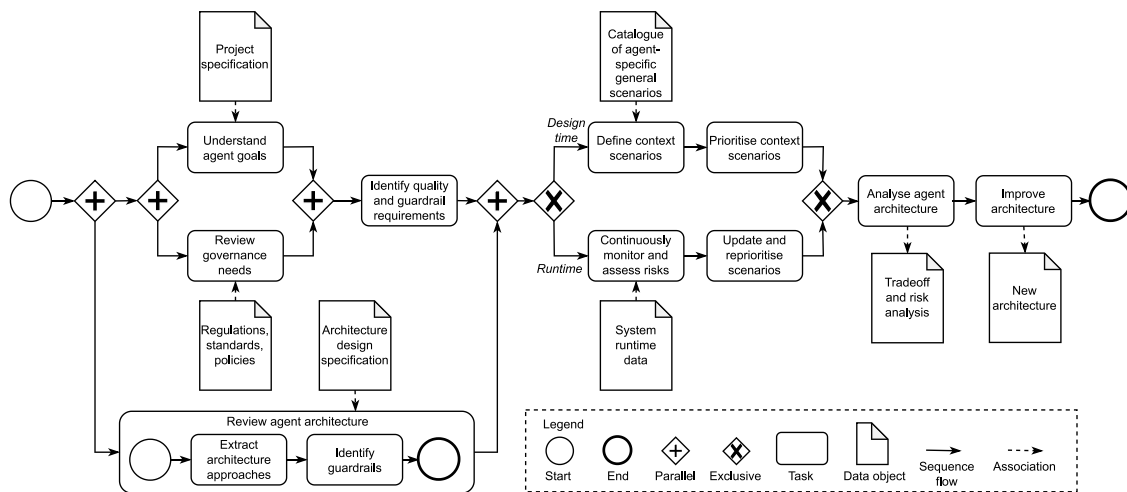 Project
specification
Catalogue
of agent-
specific
general
scenarios
Understand
agent goals
Design
time
Define context
scenarios
Prioritise context
scenarios
Identify quality
and guardrail
requirements
Analyse agent
architecture
Improve
architecture
Review
governance
needs
Runtime
Continuously
monitor and
assess risks
Update and
reprioritise
scenarios
Regulations,
standards,
policies
Architecture
design
specification
System
runtime
data
Tradeoff
and risk
analysis
New
architecture
Review agent architecture
Extract
architecture
approaches
Identify
guardrails
Legend
Start
End
Parallel
Exclusive
Task
Data object
Sequence
flow
Association